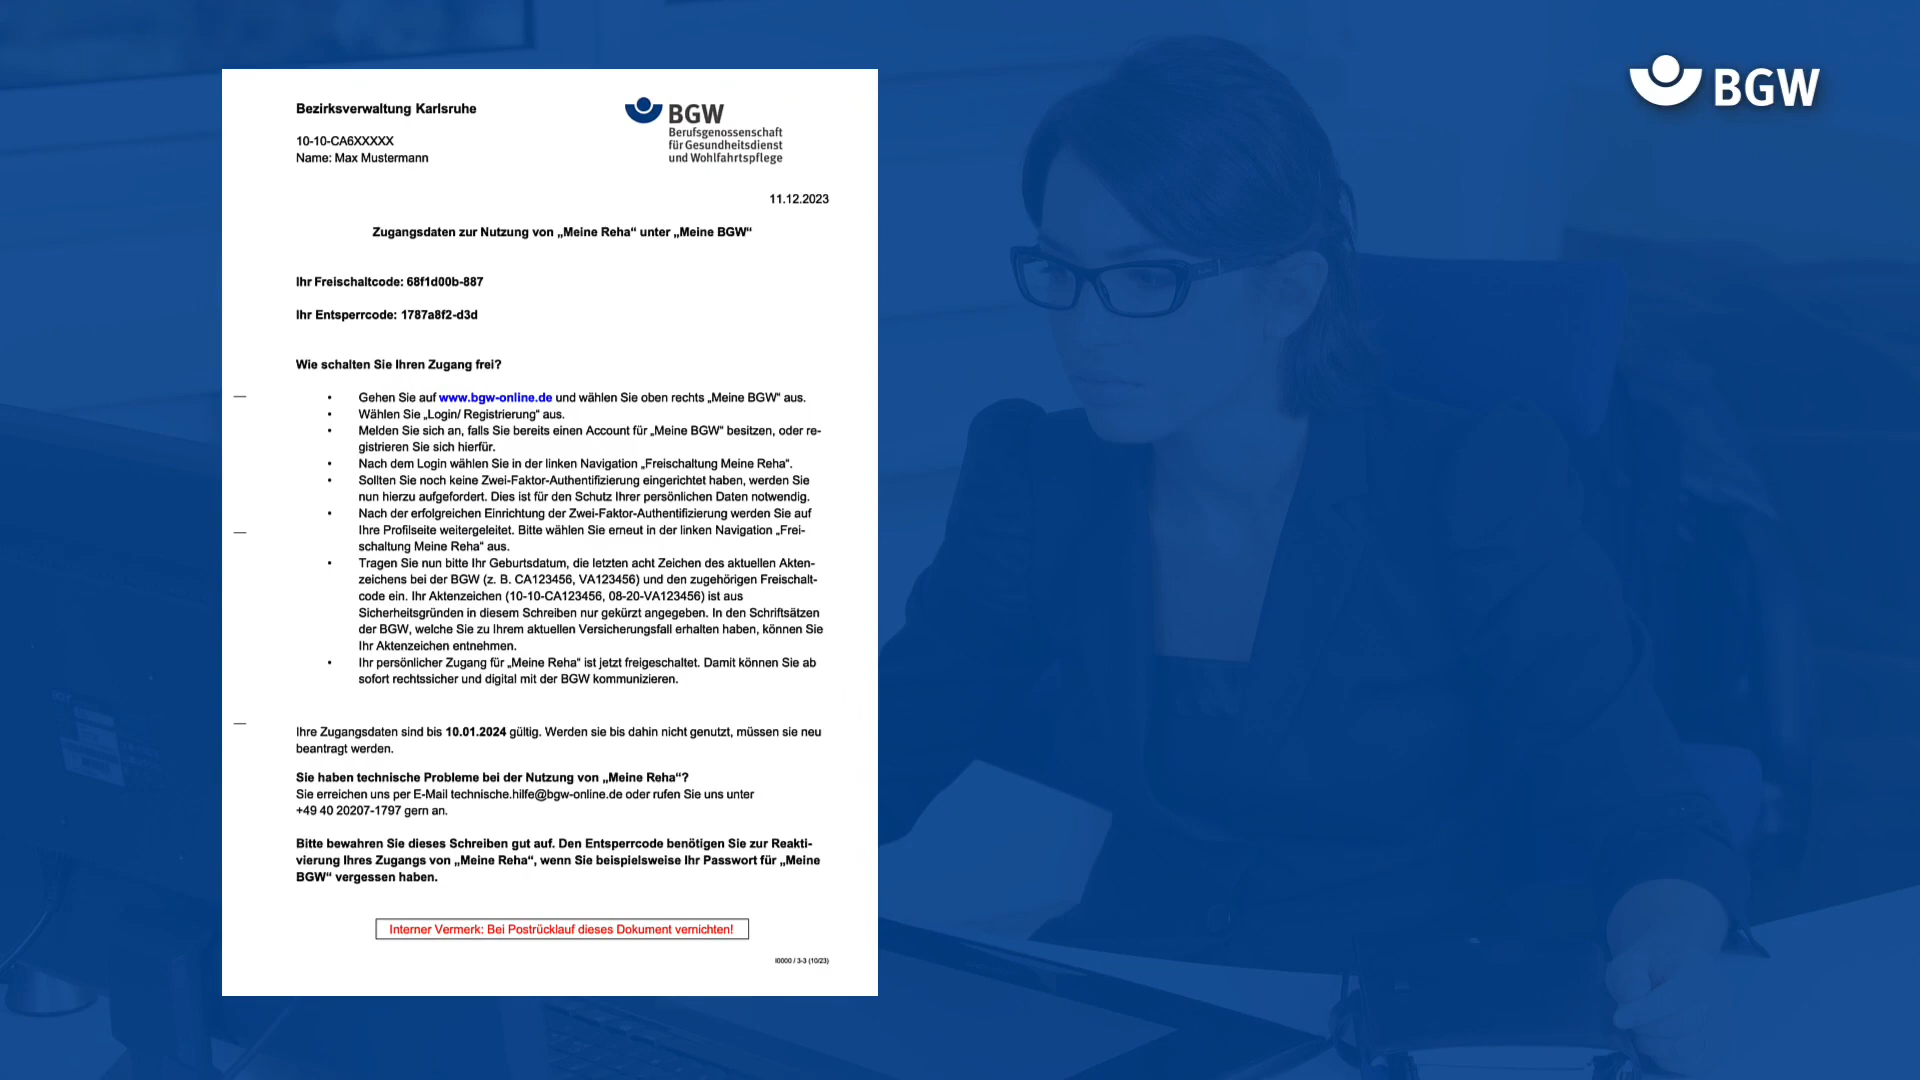 BGW
Bezirksverwaltung Karlsruhe
BGW
Berufsgenossenschaft
für Gesundheitsdienst
und Wohlfahrtspflege
10-10-CA6XXXXX
Name: Max Mustermann
11.12.2023
Zugangsdaten zur Nutzung von „Meine Reha“ unter „Meine BGW“
Ihr Freischaltcode: 68f1d00b-887
Ihr Entsperrcode: 1787a8f2-d3d
Wie schalten Sie Ihren Zugang frei?
• Gehen Sie auf www.bgw-online.de und wählen Sie oben rechts „Meine BGW“ aus.
• Wählen Sie „Login/ Registrierung“ aus.
• Melden Sie sich an, falls Sie bereits einen Account für „Meine BGW“ besitzen, oder re-
gistrieren Sie sich hierfür.
• Nach dem Login wählen Sie in der linken Navigation „Freischaltung Meine Reha“.
• Sollten Sie noch keine Zwei-Faktor-Authentifizierung eingerichtet haben, werden Sie
nun hierzu aufgefordert. Dies ist für den Schutz Ihrer persönlichen Daten notwendig.
• Nach der erfolgreichen Einrichtung der Zwei-Faktor-Authentifizierung werden Sie auf
Ihre Profilseite weitergeleitet. Bitte wählen Sie erneut in der linken Navigation „Frei-
schaltung Meine Reha“ aus.
• Tragen Sie nun bitte Ihr Geburtsdatum, die letzten acht Zeichen des aktuellen Akten-
zeichens bei der BGW (z. B. CA123456, VA123456) und den zugehörigen Freischalt-
code ein. Ihr Aktenzeichen (10-10-CA123456, 08-20-VA123456) ist aus
Sicherheitsgründen in diesem Schreiben nur gekürzt angegeben. In den Schriftsätzen
der BGW, welche Sie zu Ihrem aktuellen Versicherungsfall erhalten haben, können Sie
Ihr Aktenzeichen entnehmen.
• Ihr persönlicher Zugang für „Meine Reha“ ist jetzt freigeschaltet. Damit können Sie ab
sofort rechtssicher und digital mit der BGW kommunizieren.
Ihre Zugangsdaten sind bis 10.01.2024 gültig. Werden sie bis dahin nicht genutzt, müssen sie neu
beantragt werden.
Sie haben technische Probleme bei der Nutzung von „Meine Reha“?
Sie erreichen uns per E-Mail technische.hilfe@bgw-online.de oder rufen Sie uns unter
+49 40 20207-1797 gern an.
Bitte bewahren Sie dieses Schreiben gut auf. Den Entsperrcode benötigen Sie zur Reakti-
vierung Ihres Zugangs von „Meine Reha“, wenn Sie beispielsweise Ihr Passwort für „Meine
BGW“ vergessen haben.
Interner Vermerk: Bei Postrücklauf dieses Dokument vernichten!
I0000 / 3-3 (10/23)